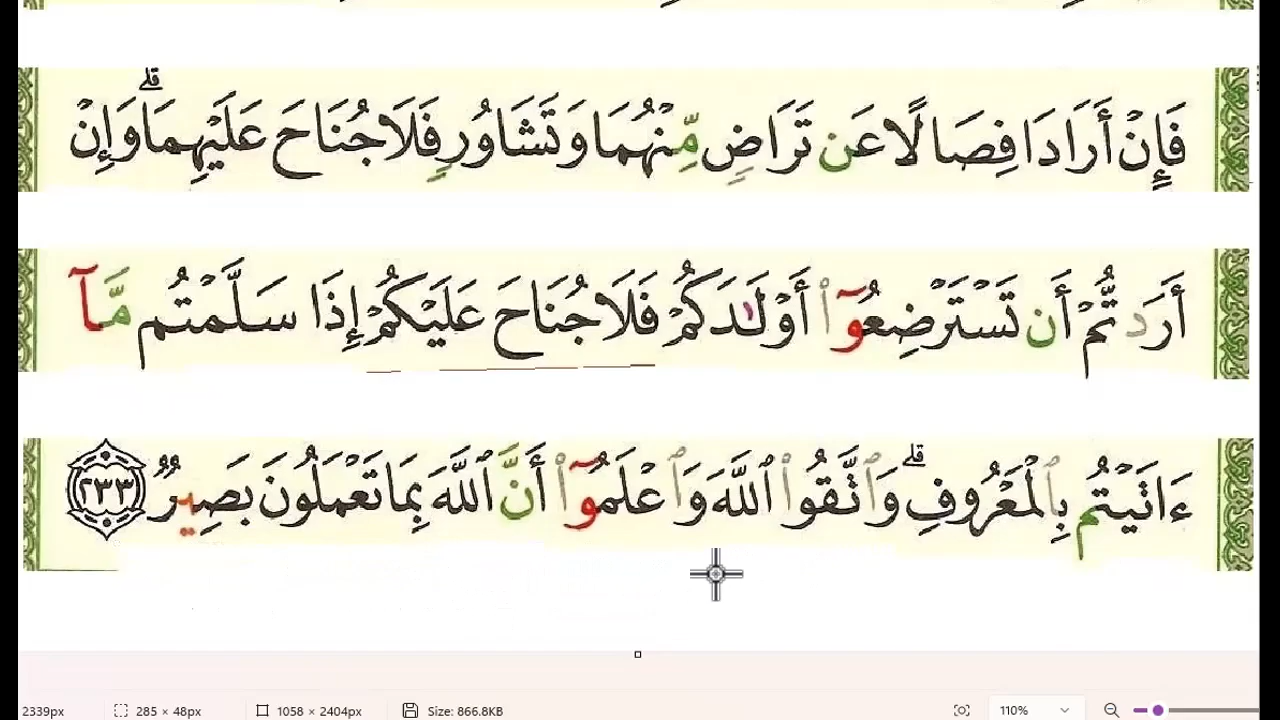 فَإِنْ أَرَادَا فِصَالًا عَن تَرَاضٍ مِّنْهُمَا وَتَشَاوُرٍ فَلَا جُنَاحَ عَلَيْهِمَا ۗ وَإِنْ
أَرَدتُّمْ أَن تَسْتَرْضِعُوٓا۟ أَوْلَٰدَكُمْ فَلَا جُنَاحَ عَلَيْكُمْ إِذَا سَلَّمْتُم مَّآ
ءَاتَيْتُم بِٱلْمَعْرُوفِ ۗ وَٱتَّقُوا۟ ٱللَّهَ وَٱعْلَمُوٓا۟ أَنَّ ٱللَّهَ بِمَا تَعْمَلُونَ بَصِيرٌ ٢٣٣
2339px 285 × 48px 1058 × 2404px Size: 866.8KB 110%